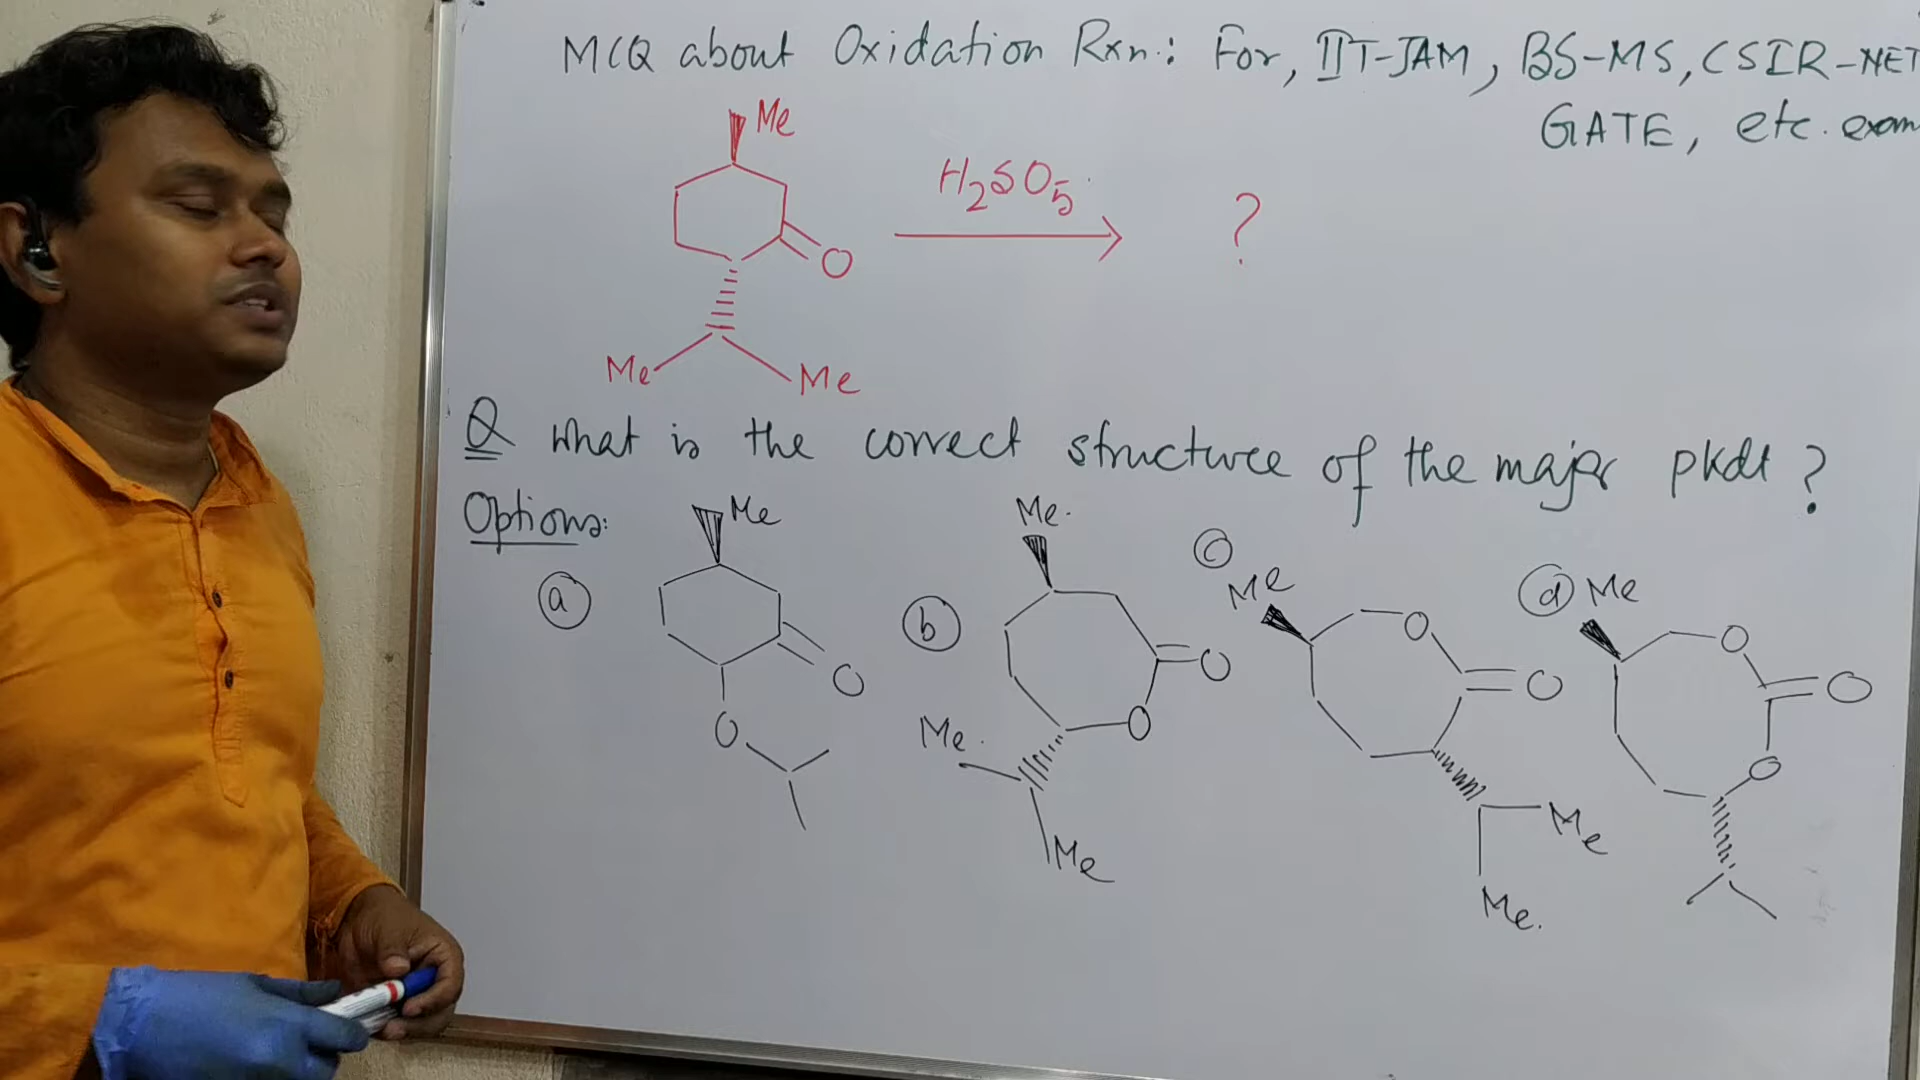 MCQ about Oxidation Rxn.: For, IIT-JAM, BS-MS, CSIR-NET
GATE, etc. exam
Me
H2SO5
?
O
Me Me
Q What is the correct structure of the major pkdt ?
Options:
a Me O O
b Me. O O Me. Me
c Me O O Me Me.
d Me O O O